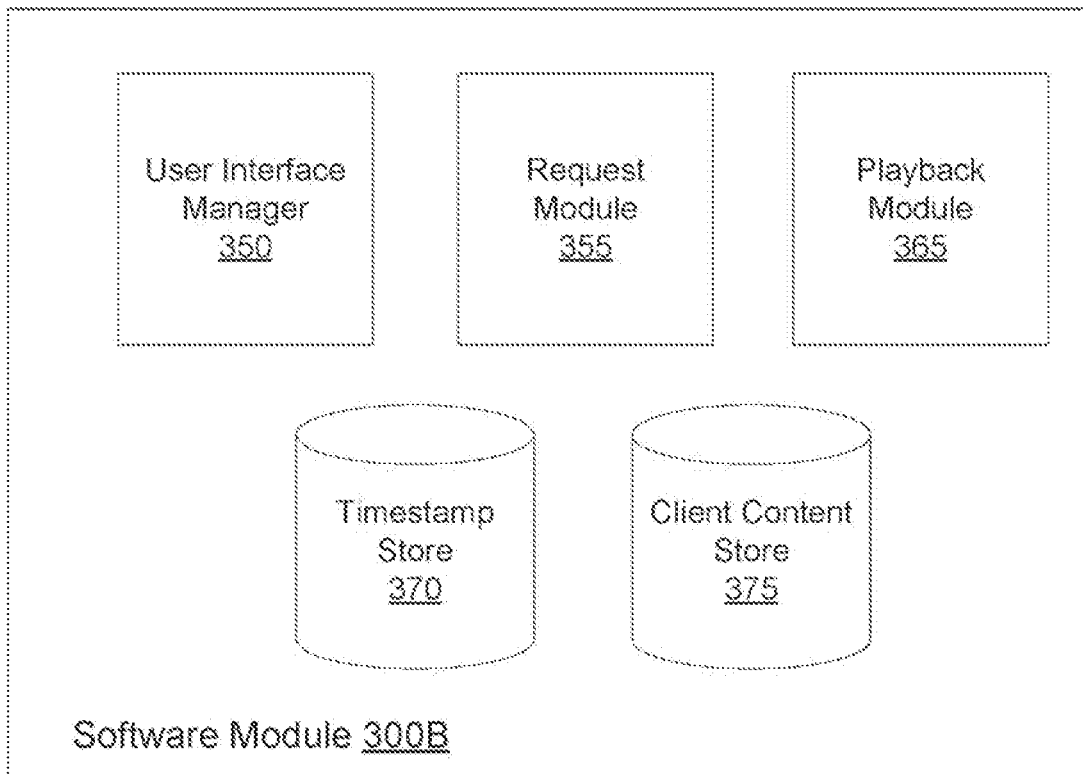 User Interface
Manager
350
Request
Module
355
Playback
Module
365
Timestamp
Store
370
Client Content
Store
375
Software Module 300B